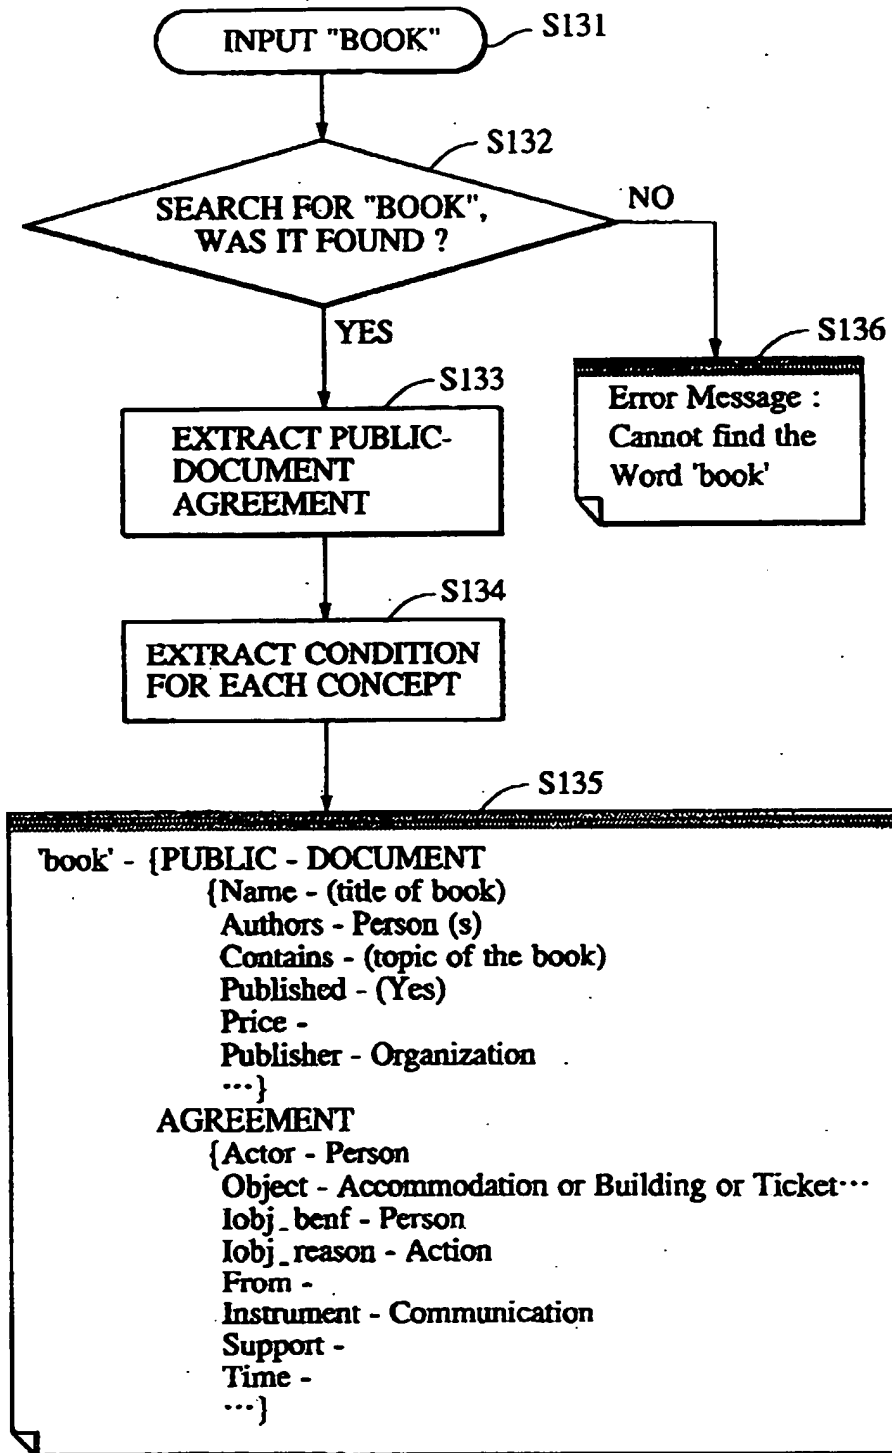 INPUT "BOOK"
S131
S132
SEARCH FOR "BOOK",
WAS IT FOUND ?
NO
YES
S136
Error Message :
Cannot find the
Word 'book'
S133
EXTRACT PUBLIC-
DOCUMENT
AGREEMENT
S134
EXTRACT CONDITION
FOR EACH CONCEPT
S135
'book' - {PUBLIC - DOCUMENT
{Name - (title of book)
Authors - Person (s)
Contains - (topic of the book)
Published - (Yes)
Price -
Publisher - Organization
...}
AGREEMENT
{Actor - Person
Object - Accommodation or Building or Ticket...
Iobj_benf - Person
Iobj_reason - Action
From -
Instrument - Communication
Support -
Time -
...}